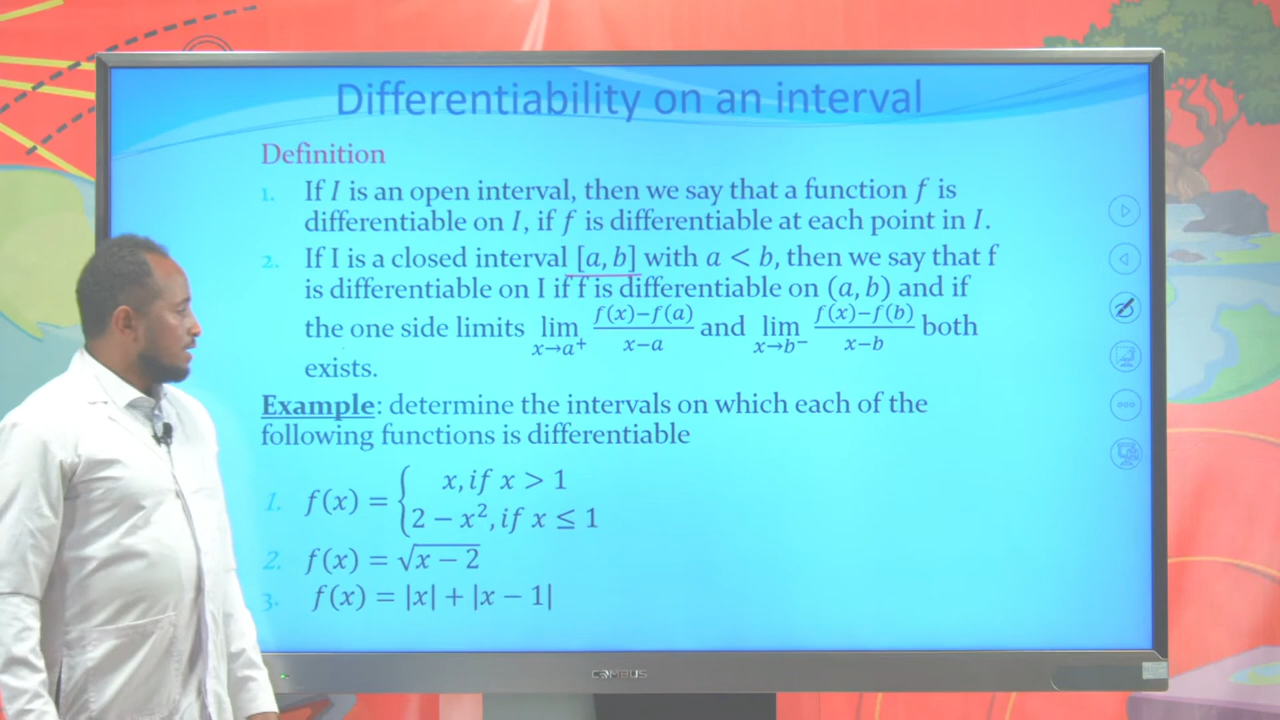 Differentiability on an interval
Definition
1. If I is an open interval, then we say that a function f is
differentiable on I, if f is differentiable at each point in I.
2. If I is a closed interval [a, b] with a < b, then we say that f
is differentiable on I if f is differentiable on (a, b) and if
the one side limits lim x→a⁺ f(x)−f(a)/x−a and lim x→b⁻ f(x)−f(b)/x−b both
exists.
Example: determine the intervals on which each of the
following functions is differentiable
1. f(x) = { x, if x > 1
2 − x², if x ≤ 1
2. f(x) = √x − 2
3. f(x) = |x| + |x − 1|